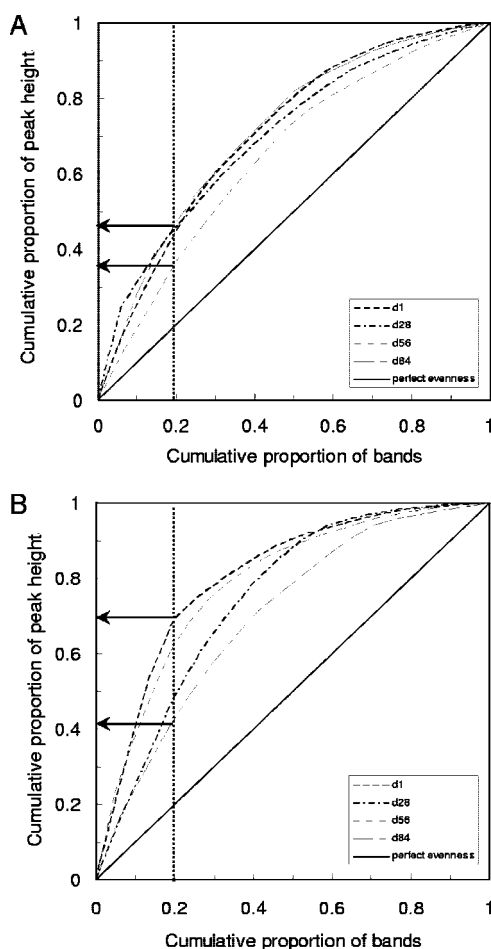 A
1
0.8
0.6
0.4
0.2
0
Cumulative proportion of peak height
d1
d28
d56
d84
perfect evenness
0 0.2 0.4 0.6 0.8 1
Cumulative proportion of bands
B
1
0.8
0.6
0.4
0.2
0
Cumulative proportion of peak height
d1
d28
d56
d84
perfect evenness
0 0.2 0.4 0.6 0.8 1
Cumulative proportion of bands